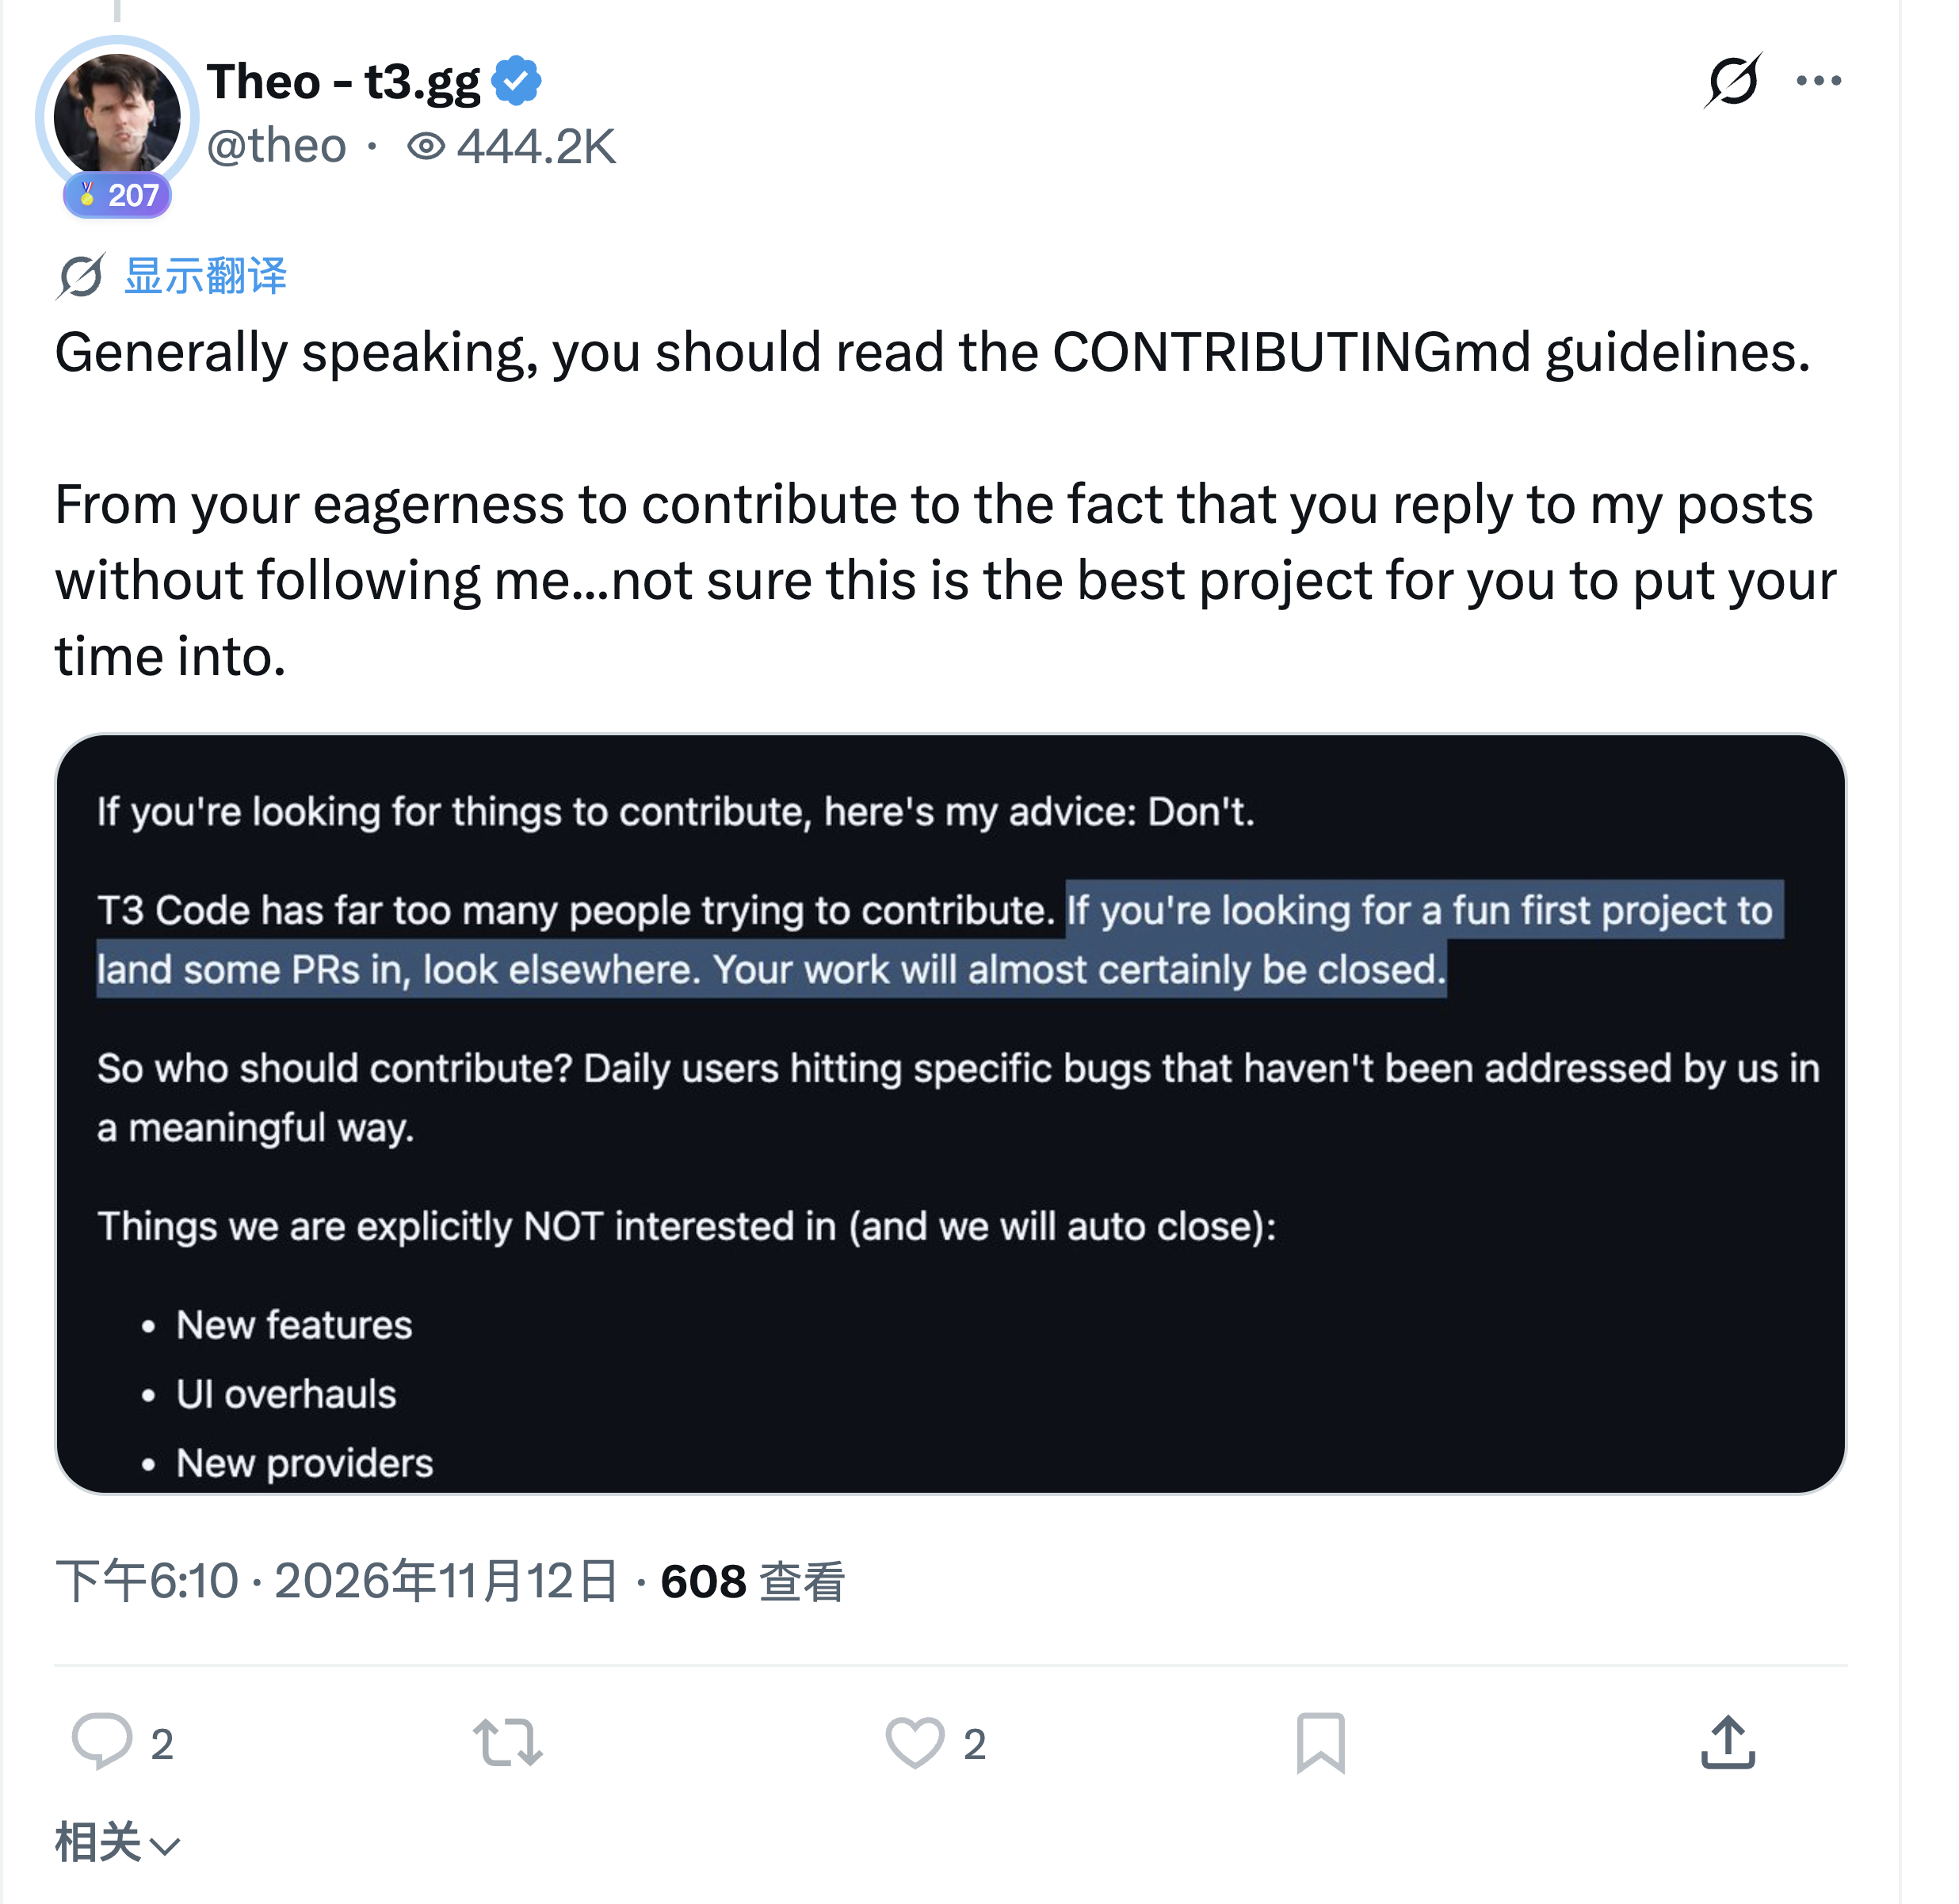 Theo - t3.gg
@theo · 444.2K
207
显示翻译
Generally speaking, you should read the CONTRIBUTINGmd guidelines.
From your eagerness to contribute to the fact that you reply to my posts
without following me...not sure this is the best project for you to put your
time into.
If you're looking for things to contribute, here's my advice: Don't.
T3 Code has far too many people trying to contribute. If you're looking for a fun first project to
land some PRs in, look elsewhere. Your work will almost certainly be closed.
So who should contribute? Daily users hitting specific bugs that haven't been addressed by us in
a meaningful way.
Things we are explicitly NOT interested in (and we will auto close):
• New features
• UI overhauls
• New providers
下午6:10 · 2026年11月12日 · 608 查看
2 2
相关